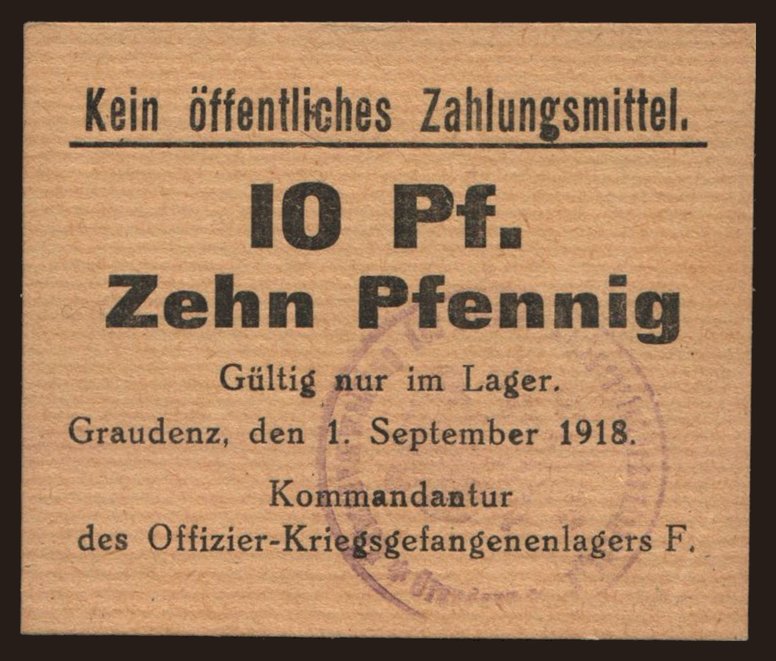 Kein öffentliches Zahlungsmittel.
10 Pf.
Zehn Pfennig
Gültig nur im Lager.
Graudenz, den 1. September 1918.
Kommandantur
des Offizier-Kriegsgefangenenlagers F.